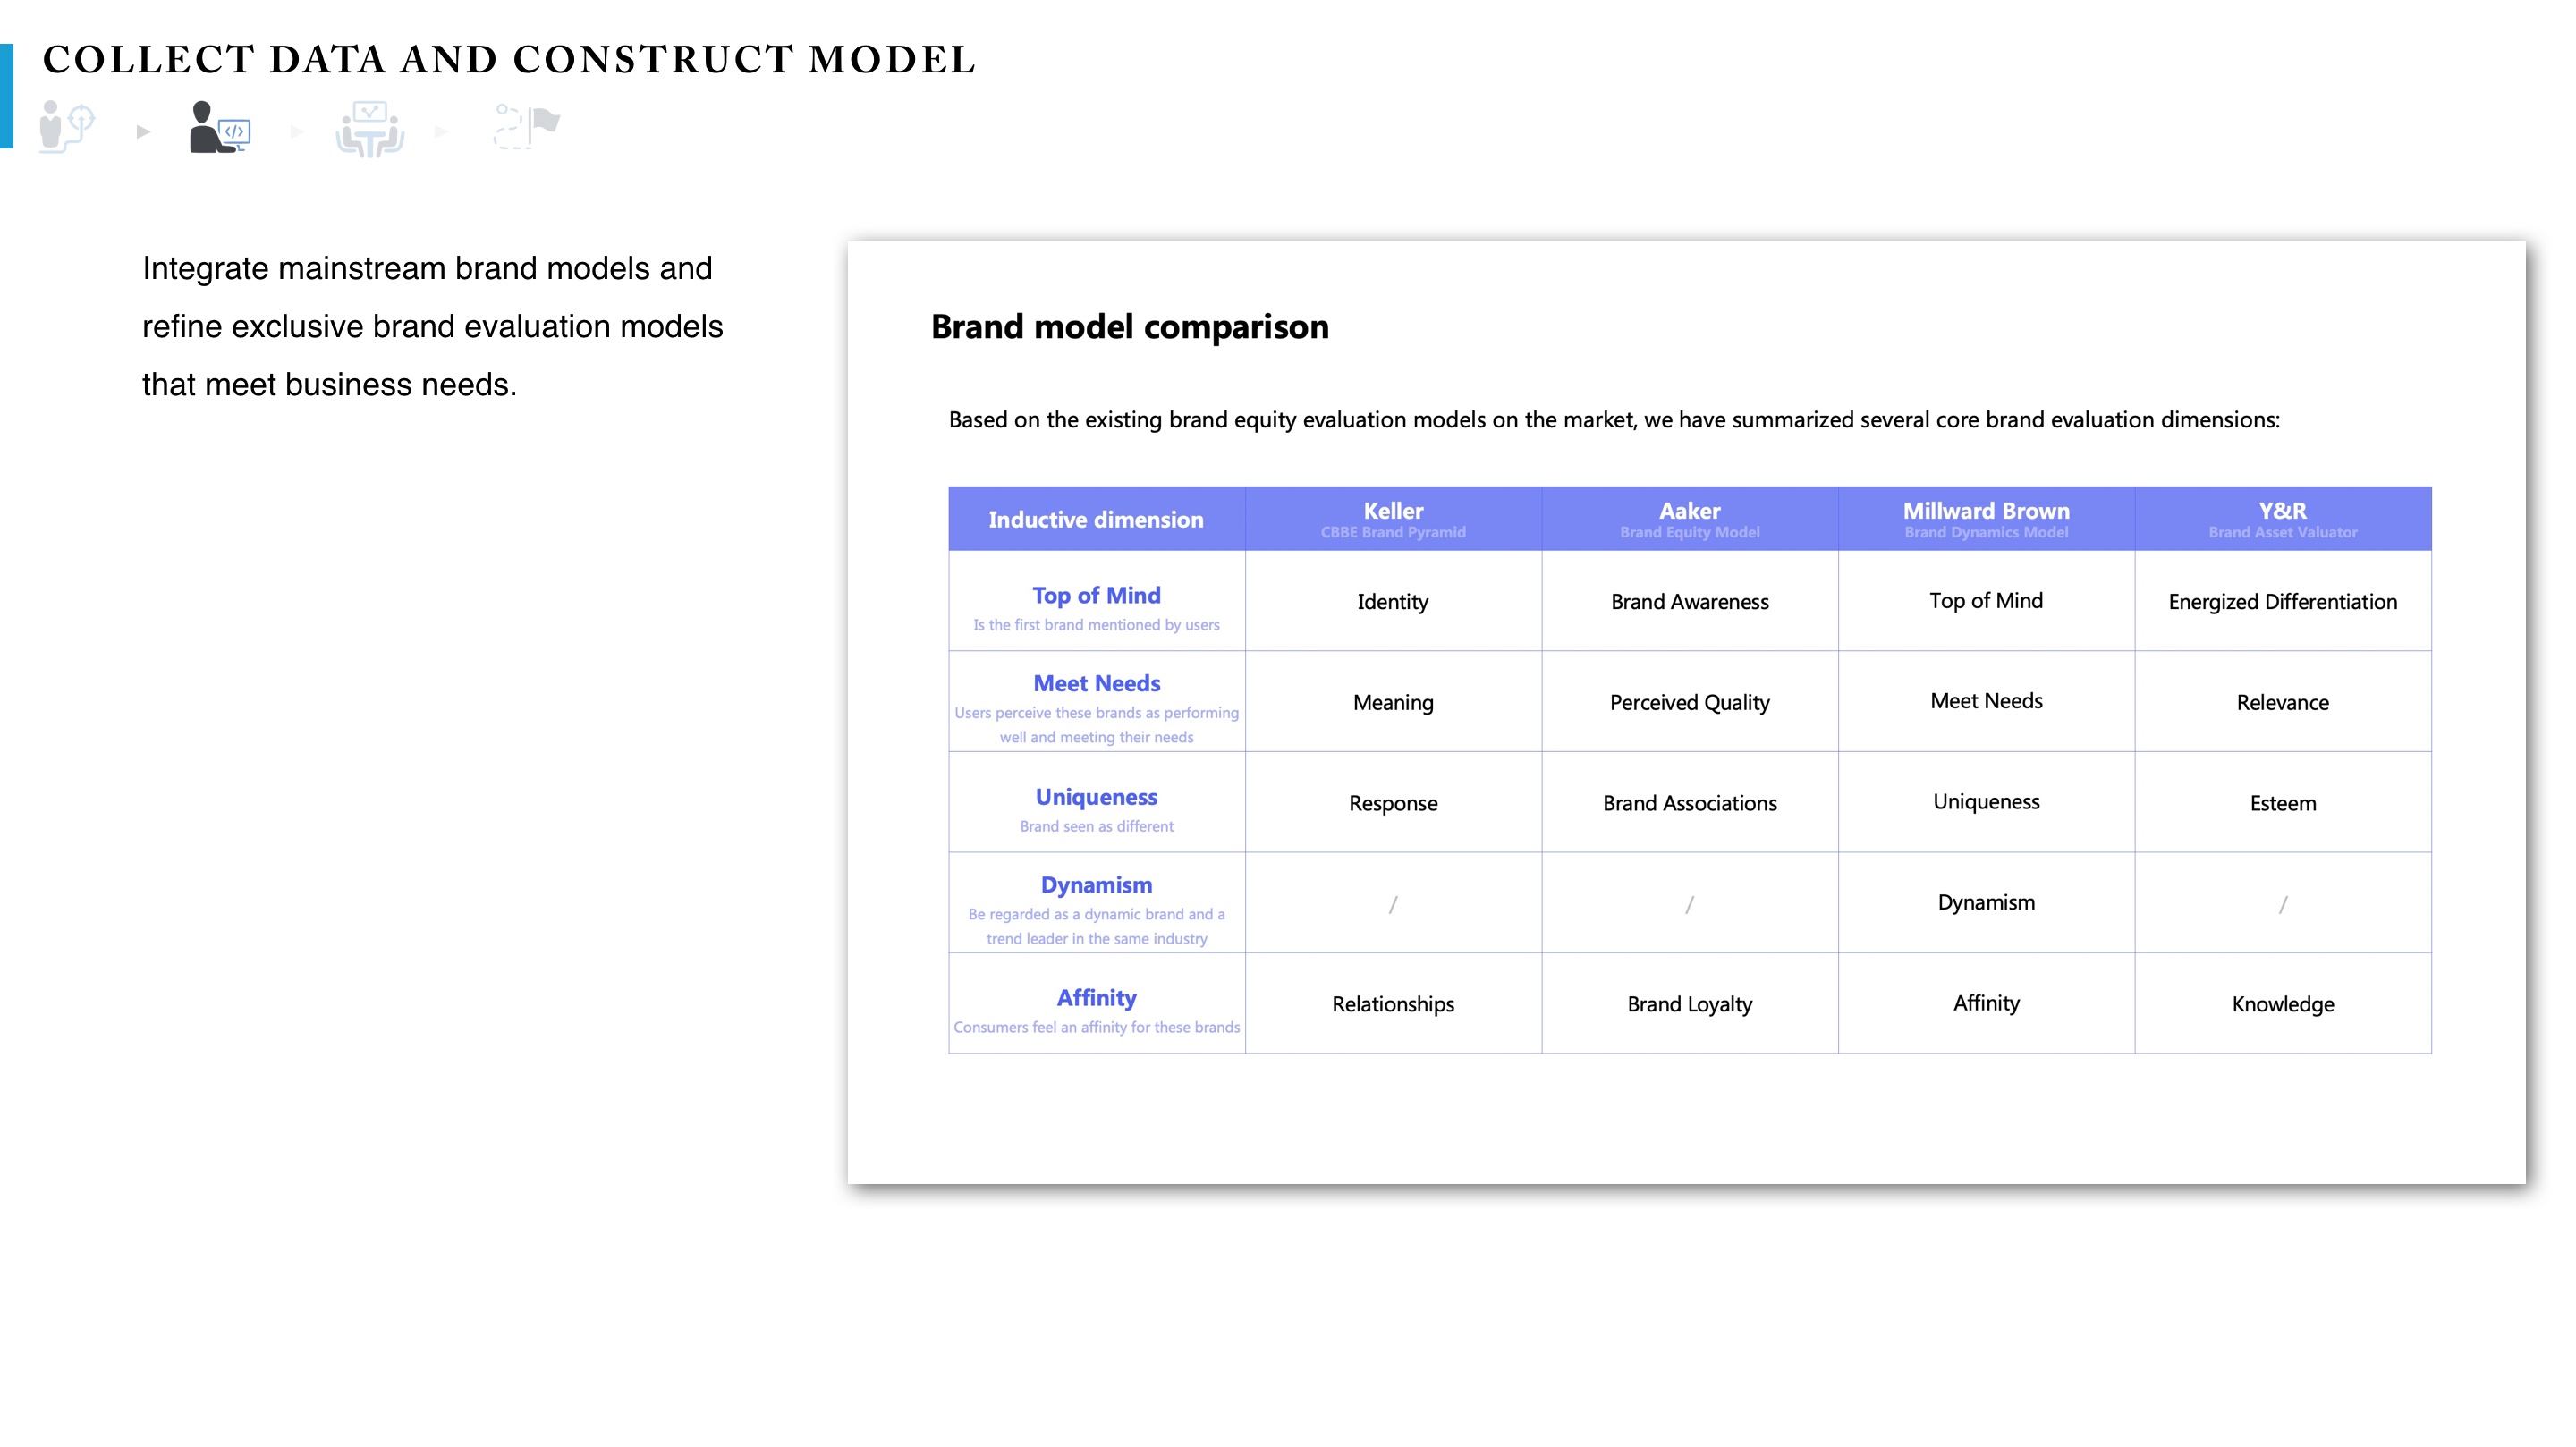 COLLECT DATA AND CONSTRUCT MODEL
</>
Integrate mainstream brand models and
refine exclusive brand evaluation models
that meet business needs.
Brand model comparison
Based on the existing brand equity evaluation models on the market, we have summarized several core brand evaluation dimensions:
Inductive dimension
Keller
CBBE Brand Pyramid
Aaker
Brand Equity Model
Millward Brown
Brand Dynamics Model
Y&R
Brand Asset Valuator
Top of Mind
Is the first brand mentioned by users
Identity
Brand Awareness
Top of Mind
Energized Differentiation
Meet Needs
Users perceive these brands as performing
well and meeting their needs
Meaning
Perceived Quality
Meet Needs
Relevance
Uniqueness
Brand seen as different
Response
Brand Associations
Uniqueness
Esteem
Dynamism
Be regarded as a dynamic brand and a
trend leader in the same industry
/
/
Dynamism
/
Affinity
Consumers feel an affinity for these brands
Relationships
Brand Loyalty
Affinity
Knowledge